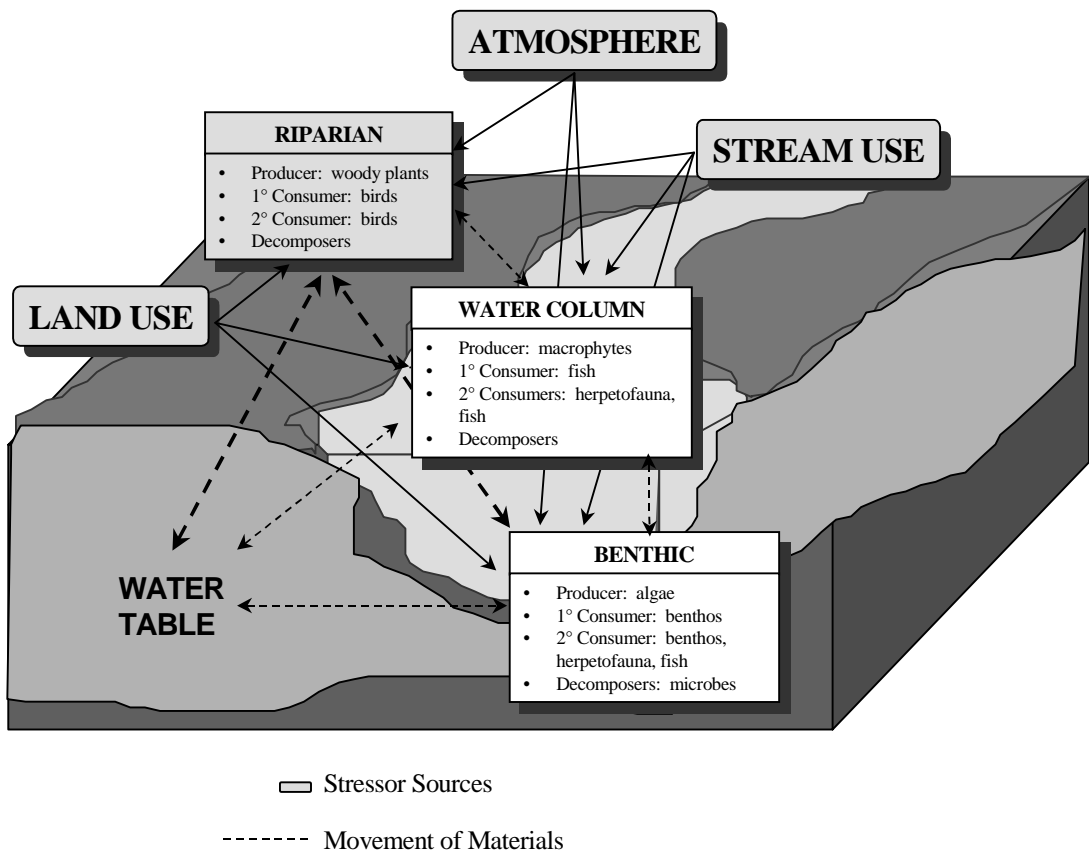 ATMOSPHERE
STREAM USE
RIPARIAN
• Producer: woody plants
• 1° Consumer: birds
• 2° Consumer: birds
• Decomposers
LAND USE
WATER COLUMN
• Producer: macrophytes
• 1° Consumer: fish
• 2° Consumers: herpetofauna,
fish
• Decomposers
WATER
TABLE
BENTHIC
• Producer: algae
• 1° Consumer: benthos
• 2° Consumer: benthos,
herpetofauna, fish
• Decomposers: microbes
Stressor Sources
Movement of Materials